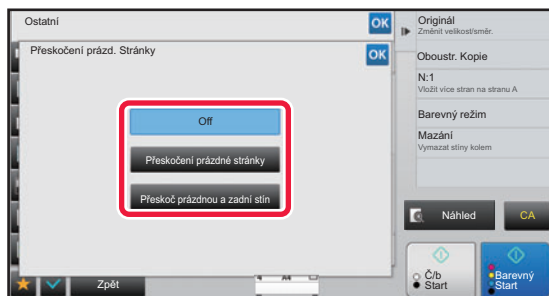 Ostatní
OK
Přeskočení prázd. Stránky
OK
Off
Přeskočení prázdné stránky
Přeskoč prázdnou a zadní stín
Zpět
A4
Originál
Změnit velikost/směr.
Oboustr. Kopie
N:1
Vložit více stran na stranu A
Barevný režim
Mazání
Vymazat stíny kolem
Náhled
CA
Č/b
Start
Barevný
Start